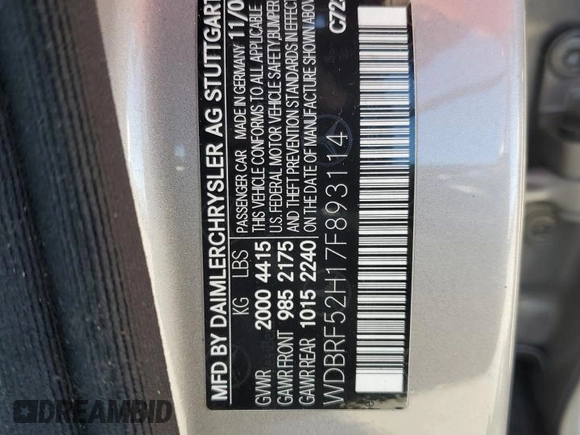 MFD BY DAIMLERCHRYSLER AG STUTTGART
KG LBS
GVWR 2000 4415
GAWR FRONT 985 2175
GAWR REAR 1015 2240
PASSENGER CAR MADE IN GERMANY 11/0
THIS VEHICLE CONFORMS TO ALL APPLICABLE
U.S. FEDERAL MOTOR VEHICLE SAFETY, BUMPER
AND THEFT PREVENTION STANDARDS IN EFFECT
ON THE DATE OF MANUFACTURE SHOWN ABOVE
WDBRF52H17F893114
C72
DREAMBID